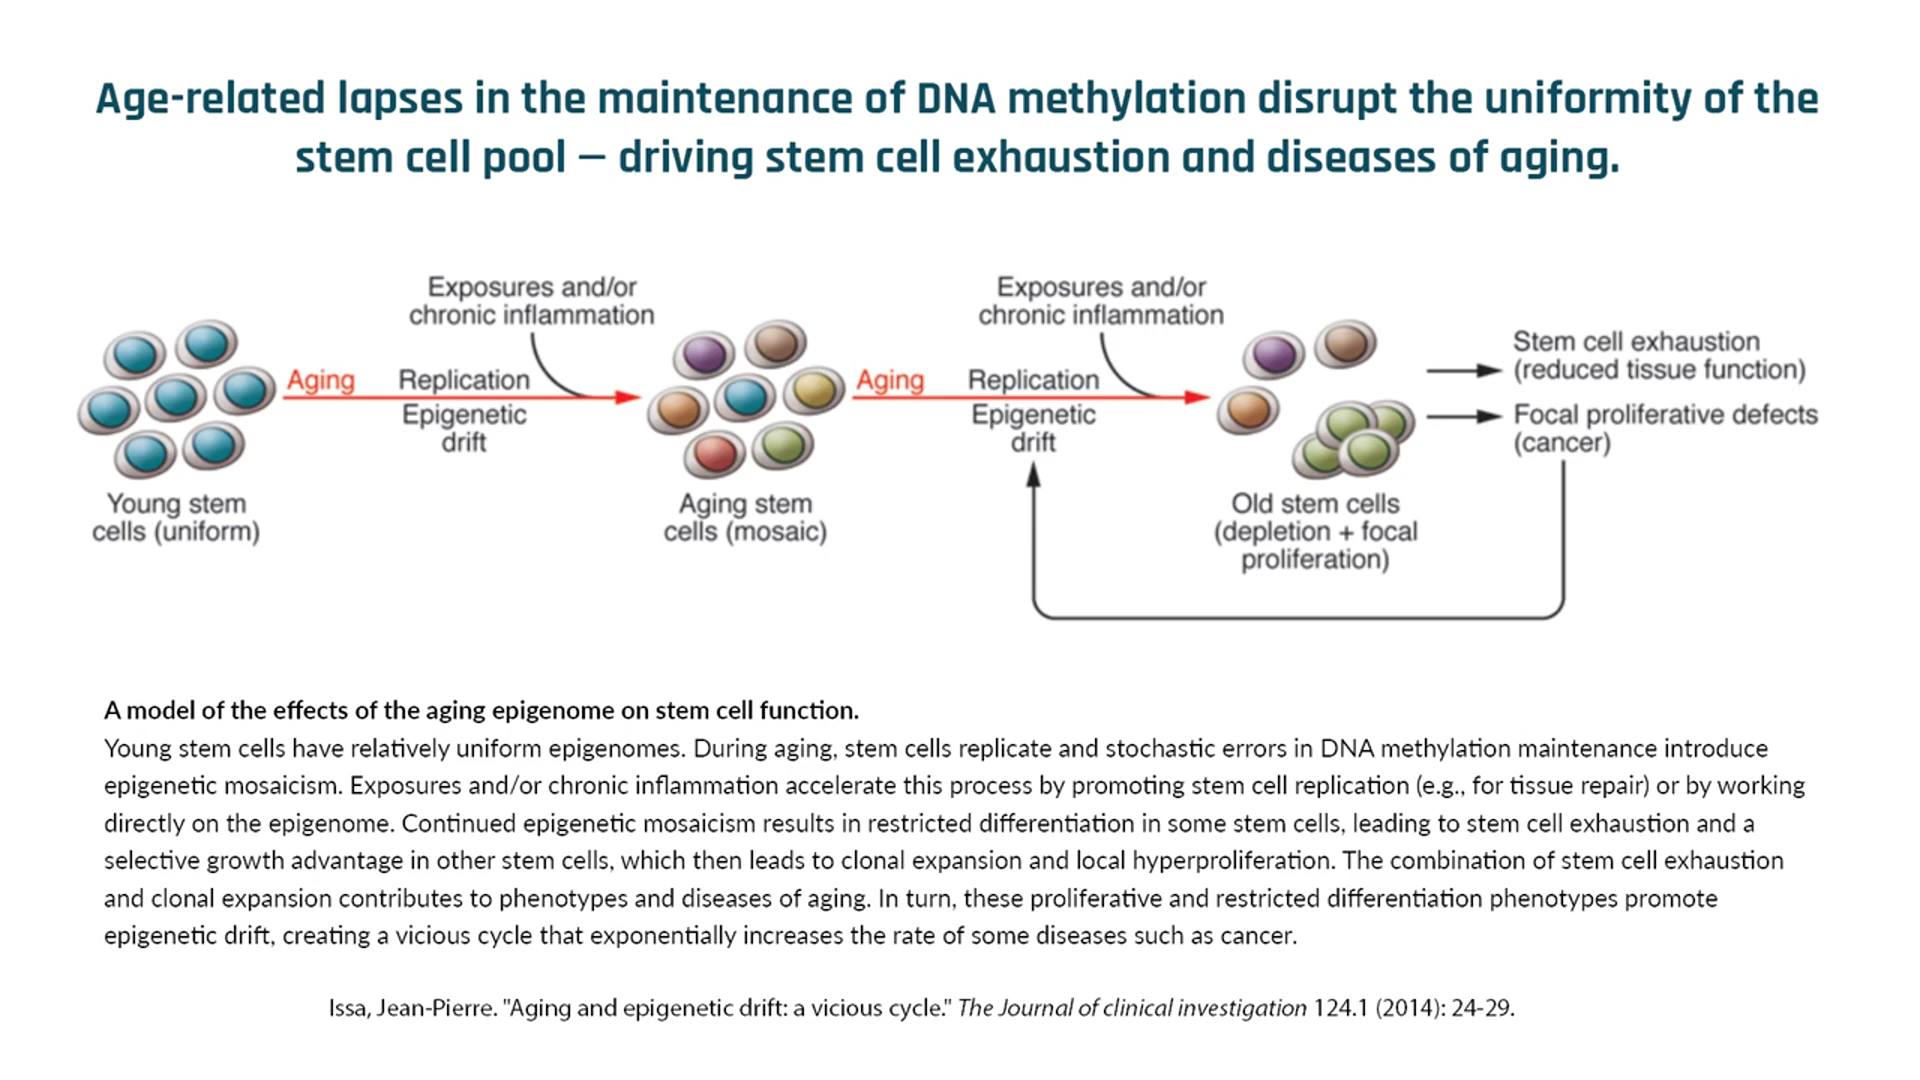 Age-related lapses in the maintenance of DNA methylation disrupt the uniformity of the
stem cell pool — driving stem cell exhaustion and diseases of aging.
Exposures and/or
chronic inflammation
Aging
Replication
Epigenetic
drift
Young stem
cells (uniform)
Aging stem
cells (mosaic)
Exposures and/or
chronic inflammation
Aging
Replication
Epigenetic
drift
Old stem cells
(depletion + focal
proliferation)
Stem cell exhaustion
(reduced tissue function)
Focal proliferative defects
(cancer)
A model of the effects of the aging epigenome on stem cell function.
Young stem cells have relatively uniform epigenomes. During aging, stem cells replicate and stochastic errors in DNA methylation maintenance introduce
epigenetic mosaicism. Exposures and/or chronic inflammation accelerate this process by promoting stem cell replication (e.g., for tissue repair) or by working
directly on the epigenome. Continued epigenetic mosaicism results in restricted differentiation in some stem cells, leading to stem cell exhaustion and a
selective growth advantage in other stem cells, which then leads to clonal expansion and local hyperproliferation. The combination of stem cell exhaustion
and clonal expansion contributes to phenotypes and diseases of aging. In turn, these proliferative and restricted differentiation phenotypes promote
epigenetic drift, creating a vicious cycle that exponentially increases the rate of some diseases such as cancer.
Issa, Jean-Pierre. "Aging and epigenetic drift: a vicious cycle." The Journal of clinical investigation 124.1 (2014): 24-29.